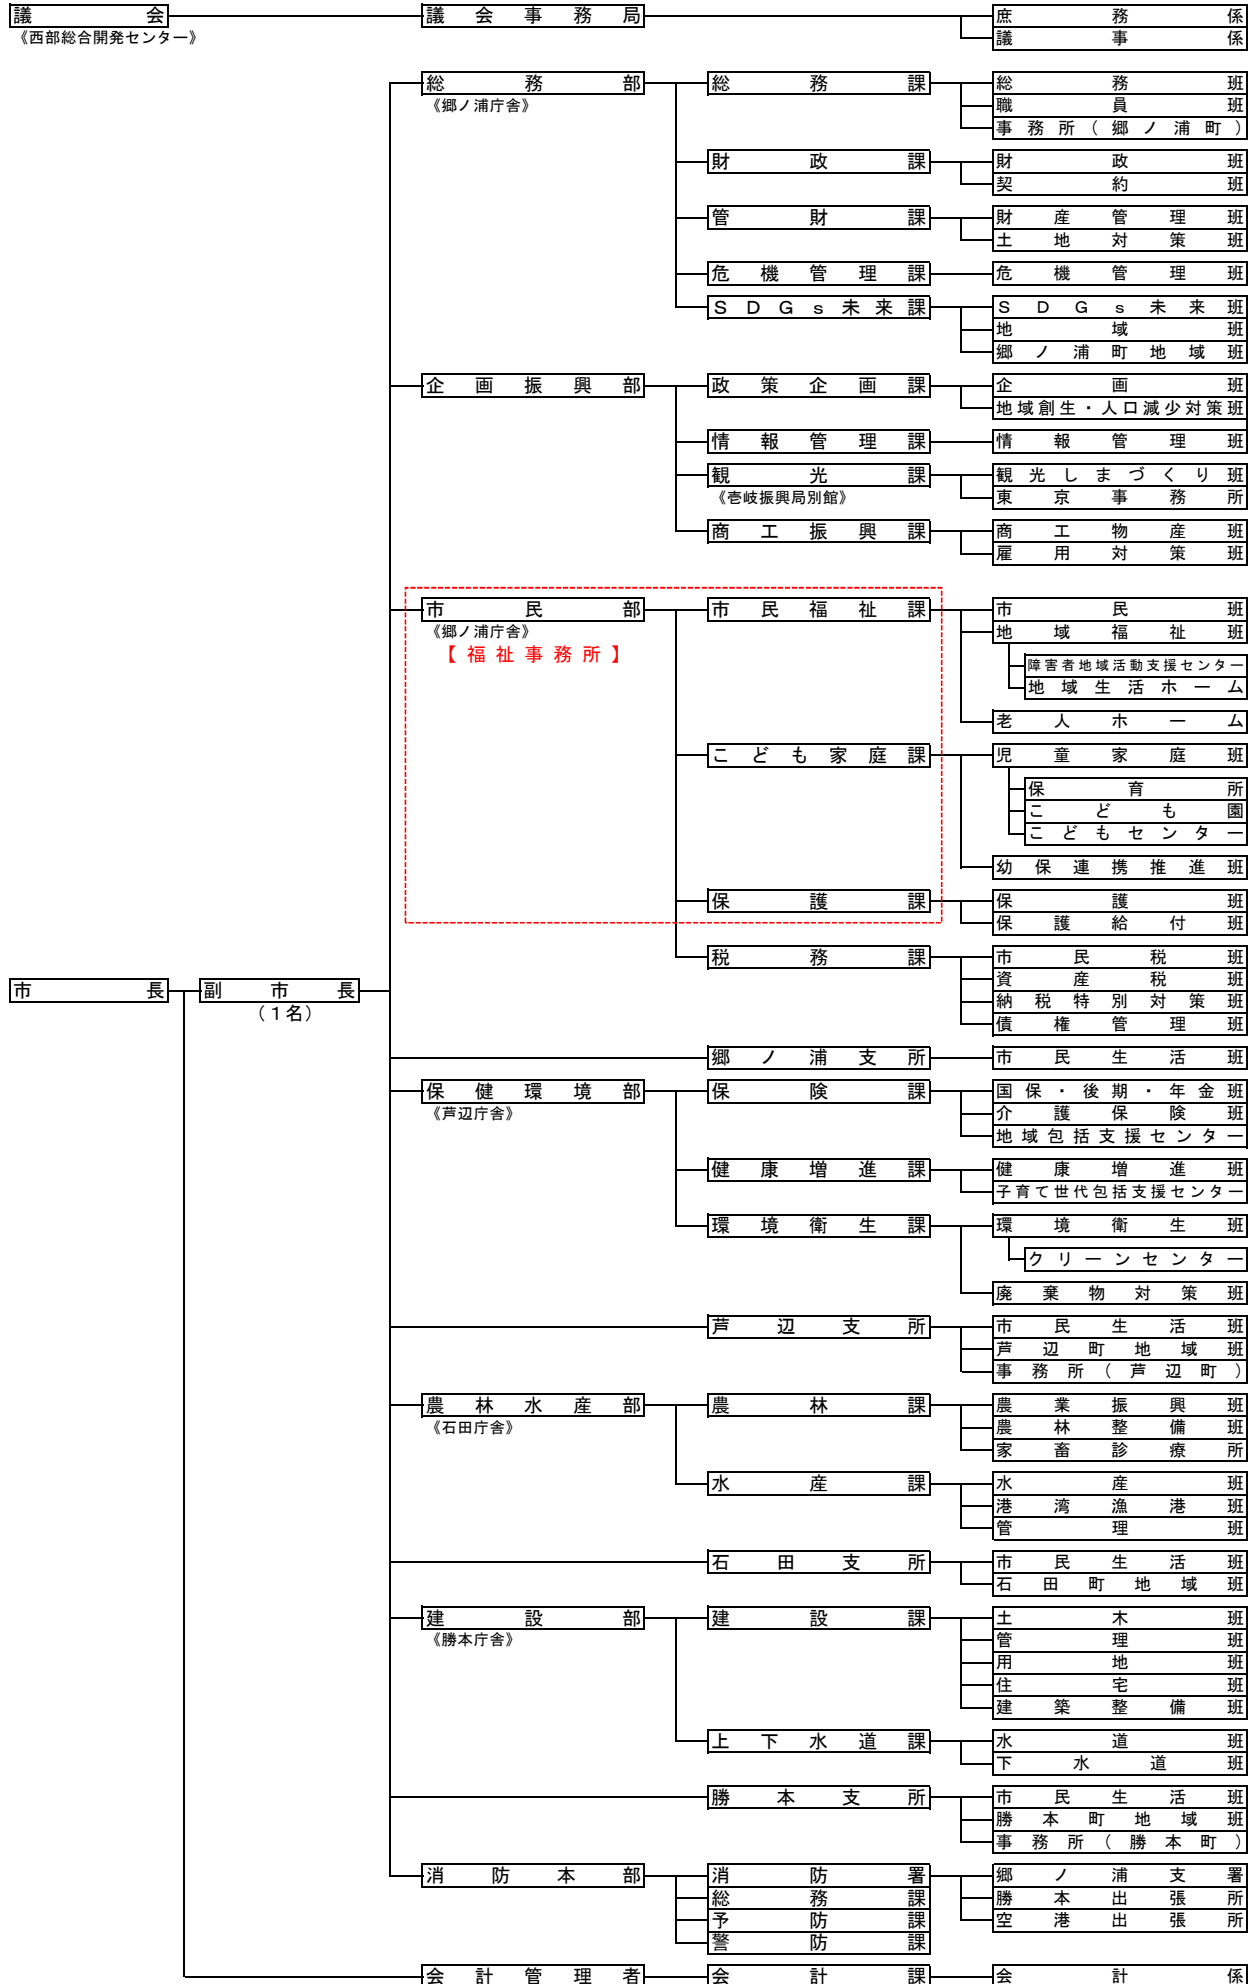 議会 議会事務局 庶務係
《西部総合開発センター》 議事係
総務部 総務課 総務班
《郷ノ浦庁舎》 職員班
事務所(郷ノ浦町)
財政課 財政班
契約班
管財課 財産管理班
土地対策班
危機管理課 危機管理班
SDGs未来課 SDGs未来班
地域班
郷ノ浦町地域班
企画振興部 政策企画課 企画班
地域創生・人口減少対策班
情報管理課 情報管理班
観光課 観光しまづくり班
《壱岐振興局別館》 東京事務所
商工振興課 商工物産班
雇用対策班
市民部 市民福祉課 市民班
《郷ノ浦庁舎》 地域福祉班
【福祉事務所】 障害者地域活動支援センター
地域生活ホーム
老人ホーム
こども家庭課 児童家庭班
保育所
こども園
こどもセンター
幼保連携推進班
保護課 保護班
保護給付班
税務課 市民税班
資産税班
市長 副市長 納税特別対策班
(1名) 債権管理班
郷ノ浦支所 市民生活班
保健環境部 保険課 国保・後期・年金班
《芦辺庁舎》 介護保険班
地域包括支援センター
健康増進課 健康増進班
子育て世代包括支援センター
環境衛生課 環境衛生班
クリーンセンター
廃棄物対策班
芦辺支所 市民生活班
芦辺町地域班
事務所(芦辺町)
農林水産部 農林課 農業振興班
《石田庁舎》 農林整備班
家畜診療所
水産課 水産班
港湾漁港班
管理班
石田支所 市民生活班
石田町地域班
建設部 建設課 土木班
《勝本庁舎》 管理班
用地班
住宅班
建築整備班
上下水道課 水道班
下水道班
勝本支所 市民生活班
勝本町地域班
事務所(勝本町)
消防本部 消防署 郷ノ浦支署
総務課 勝本出張所
予防課 空港出張所
警防課
会計管理者 会計課 会計係